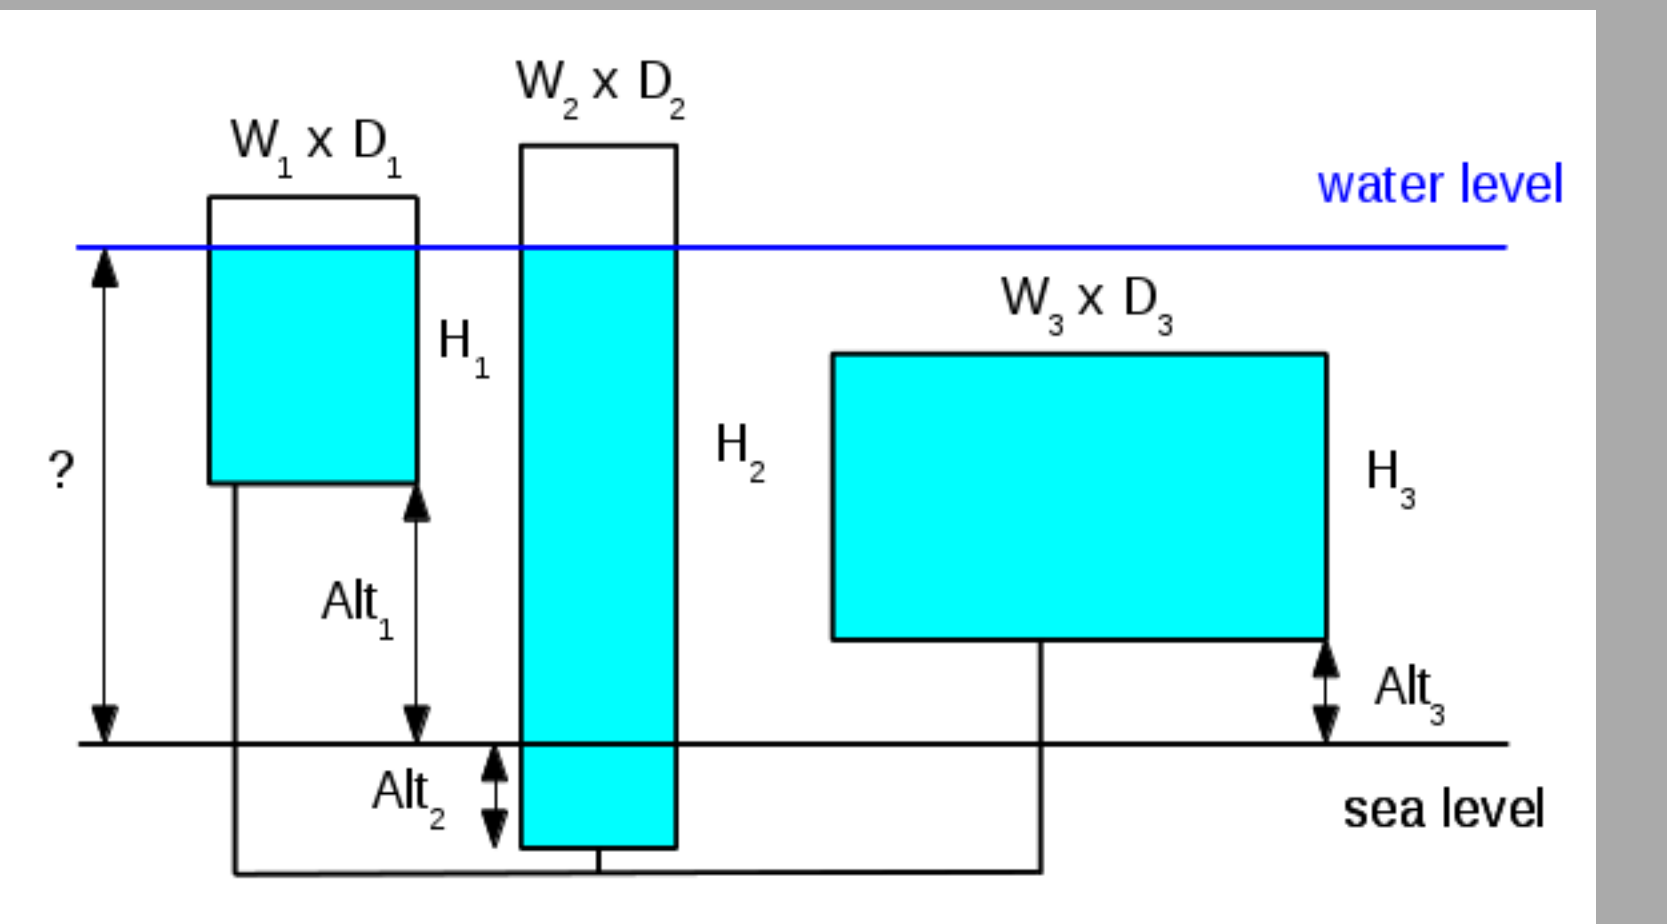 W2 x D2
W1 x D1
water level
W3 x D3
H1
H2
?
H3
Alt1
Alt3
Alt2
sea level